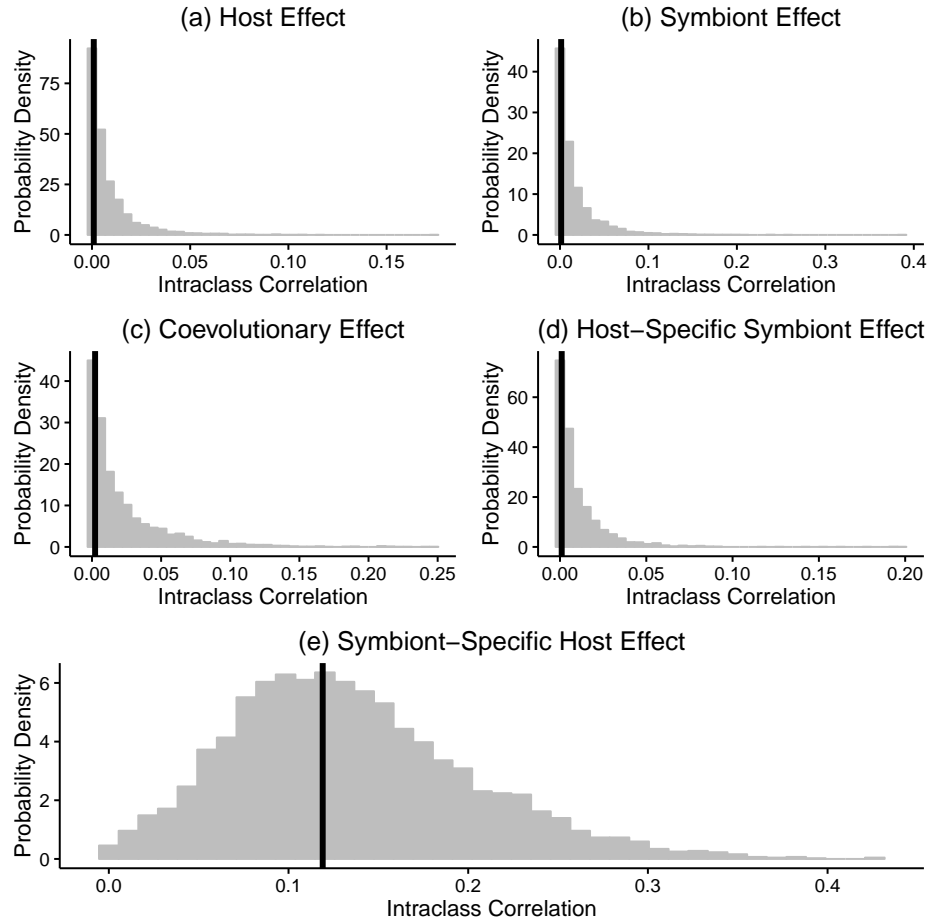 (a) Host Effect
Probability Density
75
50
25
0
0.00 0.05 0.10 0.15
Intraclass Correlation
(b) Symbiont Effect
Probability Density
40
30
20
10
0
0.0 0.1 0.2 0.3 0.4
Intraclass Correlation
(c) Coevolutionary Effect
Probability Density
40
30
20
10
0
0.00 0.05 0.10 0.15 0.20 0.25
Intraclass Correlation
(d) Host−Specific Symbiont Effect
Probability Density
60
40
20
0
0.00 0.05 0.10 0.15 0.20
Intraclass Correlation
(e) Symbiont−Specific Host Effect
Probability Density
6
4
2
0
0.0 0.1 0.2 0.3 0.4
Intraclass Correlation